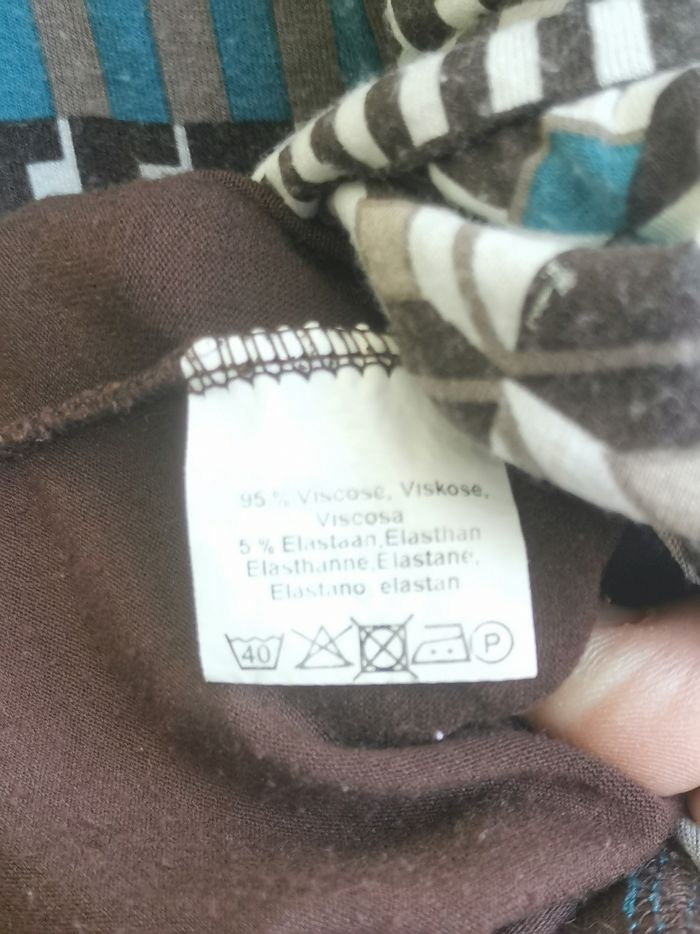 95 % Viscose, Viskose,
Viscosa
5 % Elastaan,Elasthan
Elasthanne,Elastane,
Elastano elastan
40 P